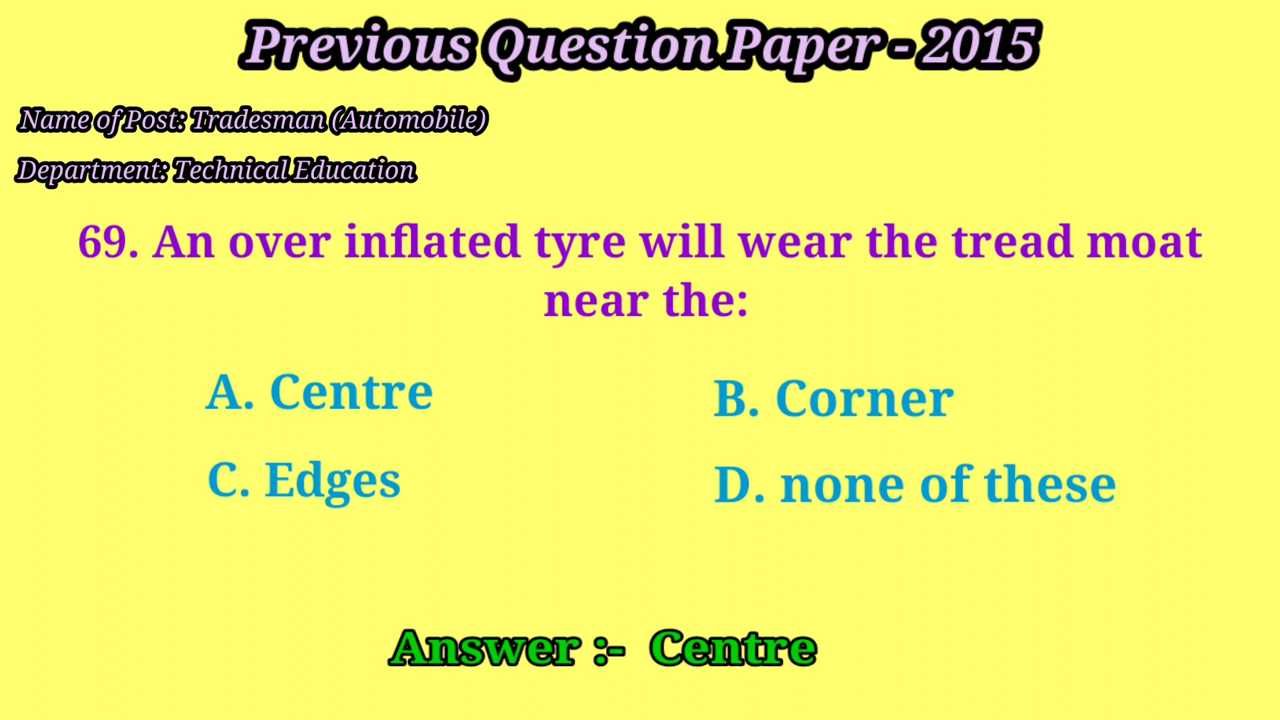 Previous Question Paper - 2015
Name of Post: Tradesman (Automobile)
Department: Technical Education
69. An over inflated tyre will wear the tread moat
near the:
A. Centre
B. Corner
C. Edges
D. none of these
Answer :- Centre